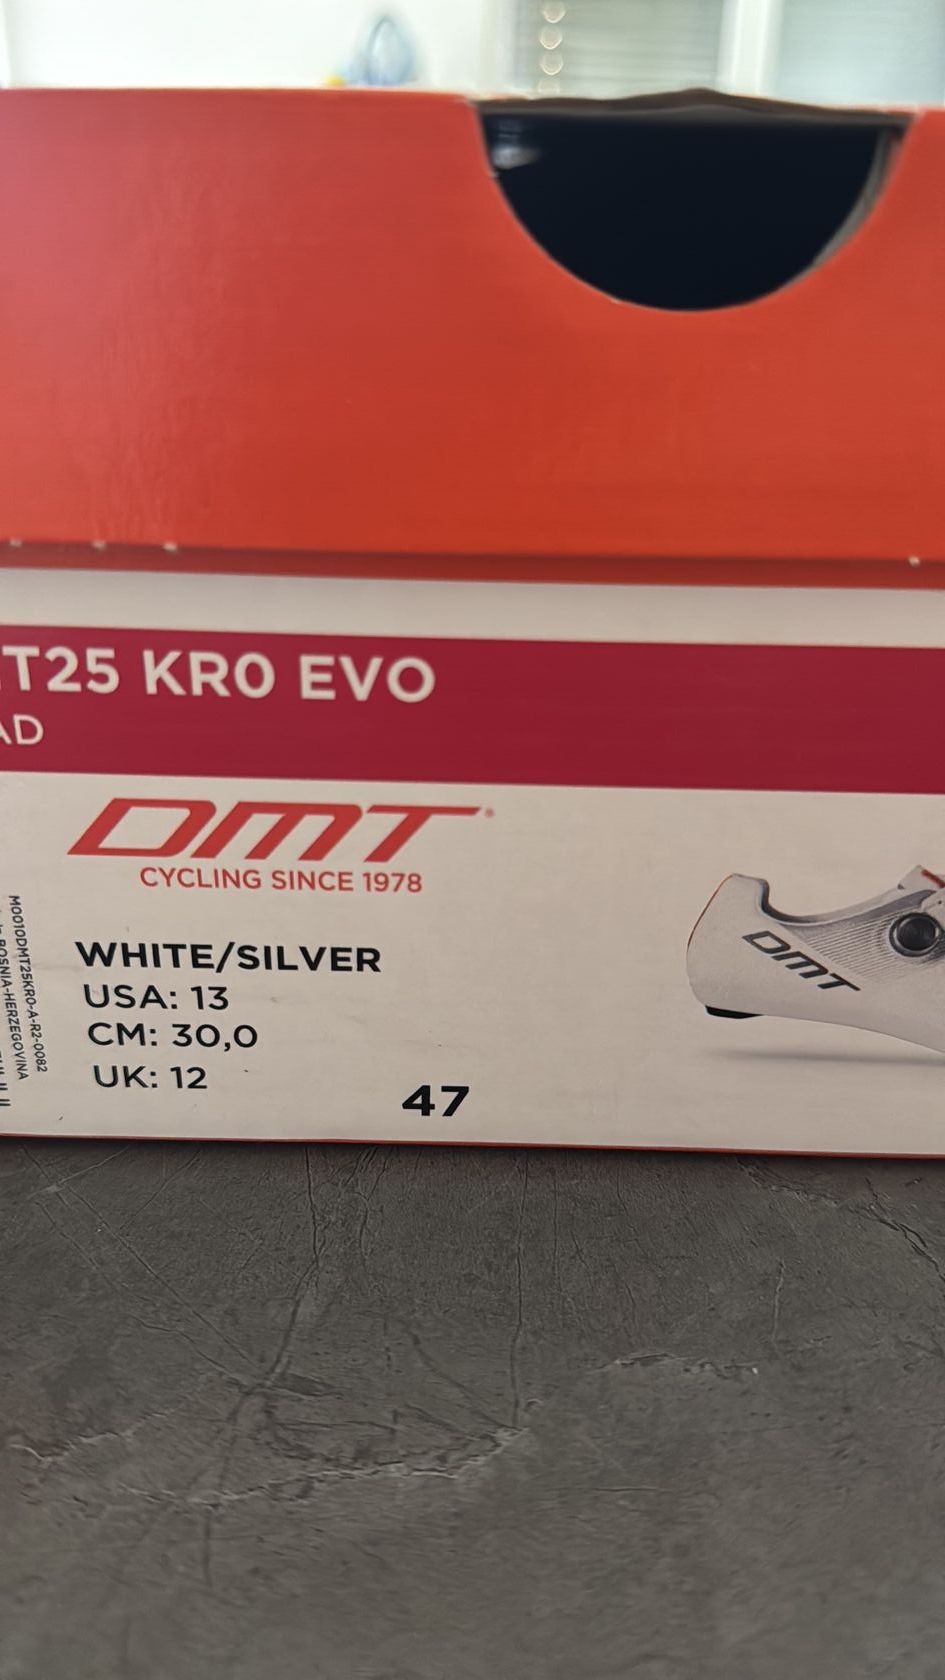 T25 KR0 EVO
AD
DMT
CYCLING SINCE 1978
WHITE/SILVER
USA: 13
CM: 30,0
UK: 12
47
M0010DMT25KR0-A-R2-0082
BOSNIA-HERZEGOVINA
DMT